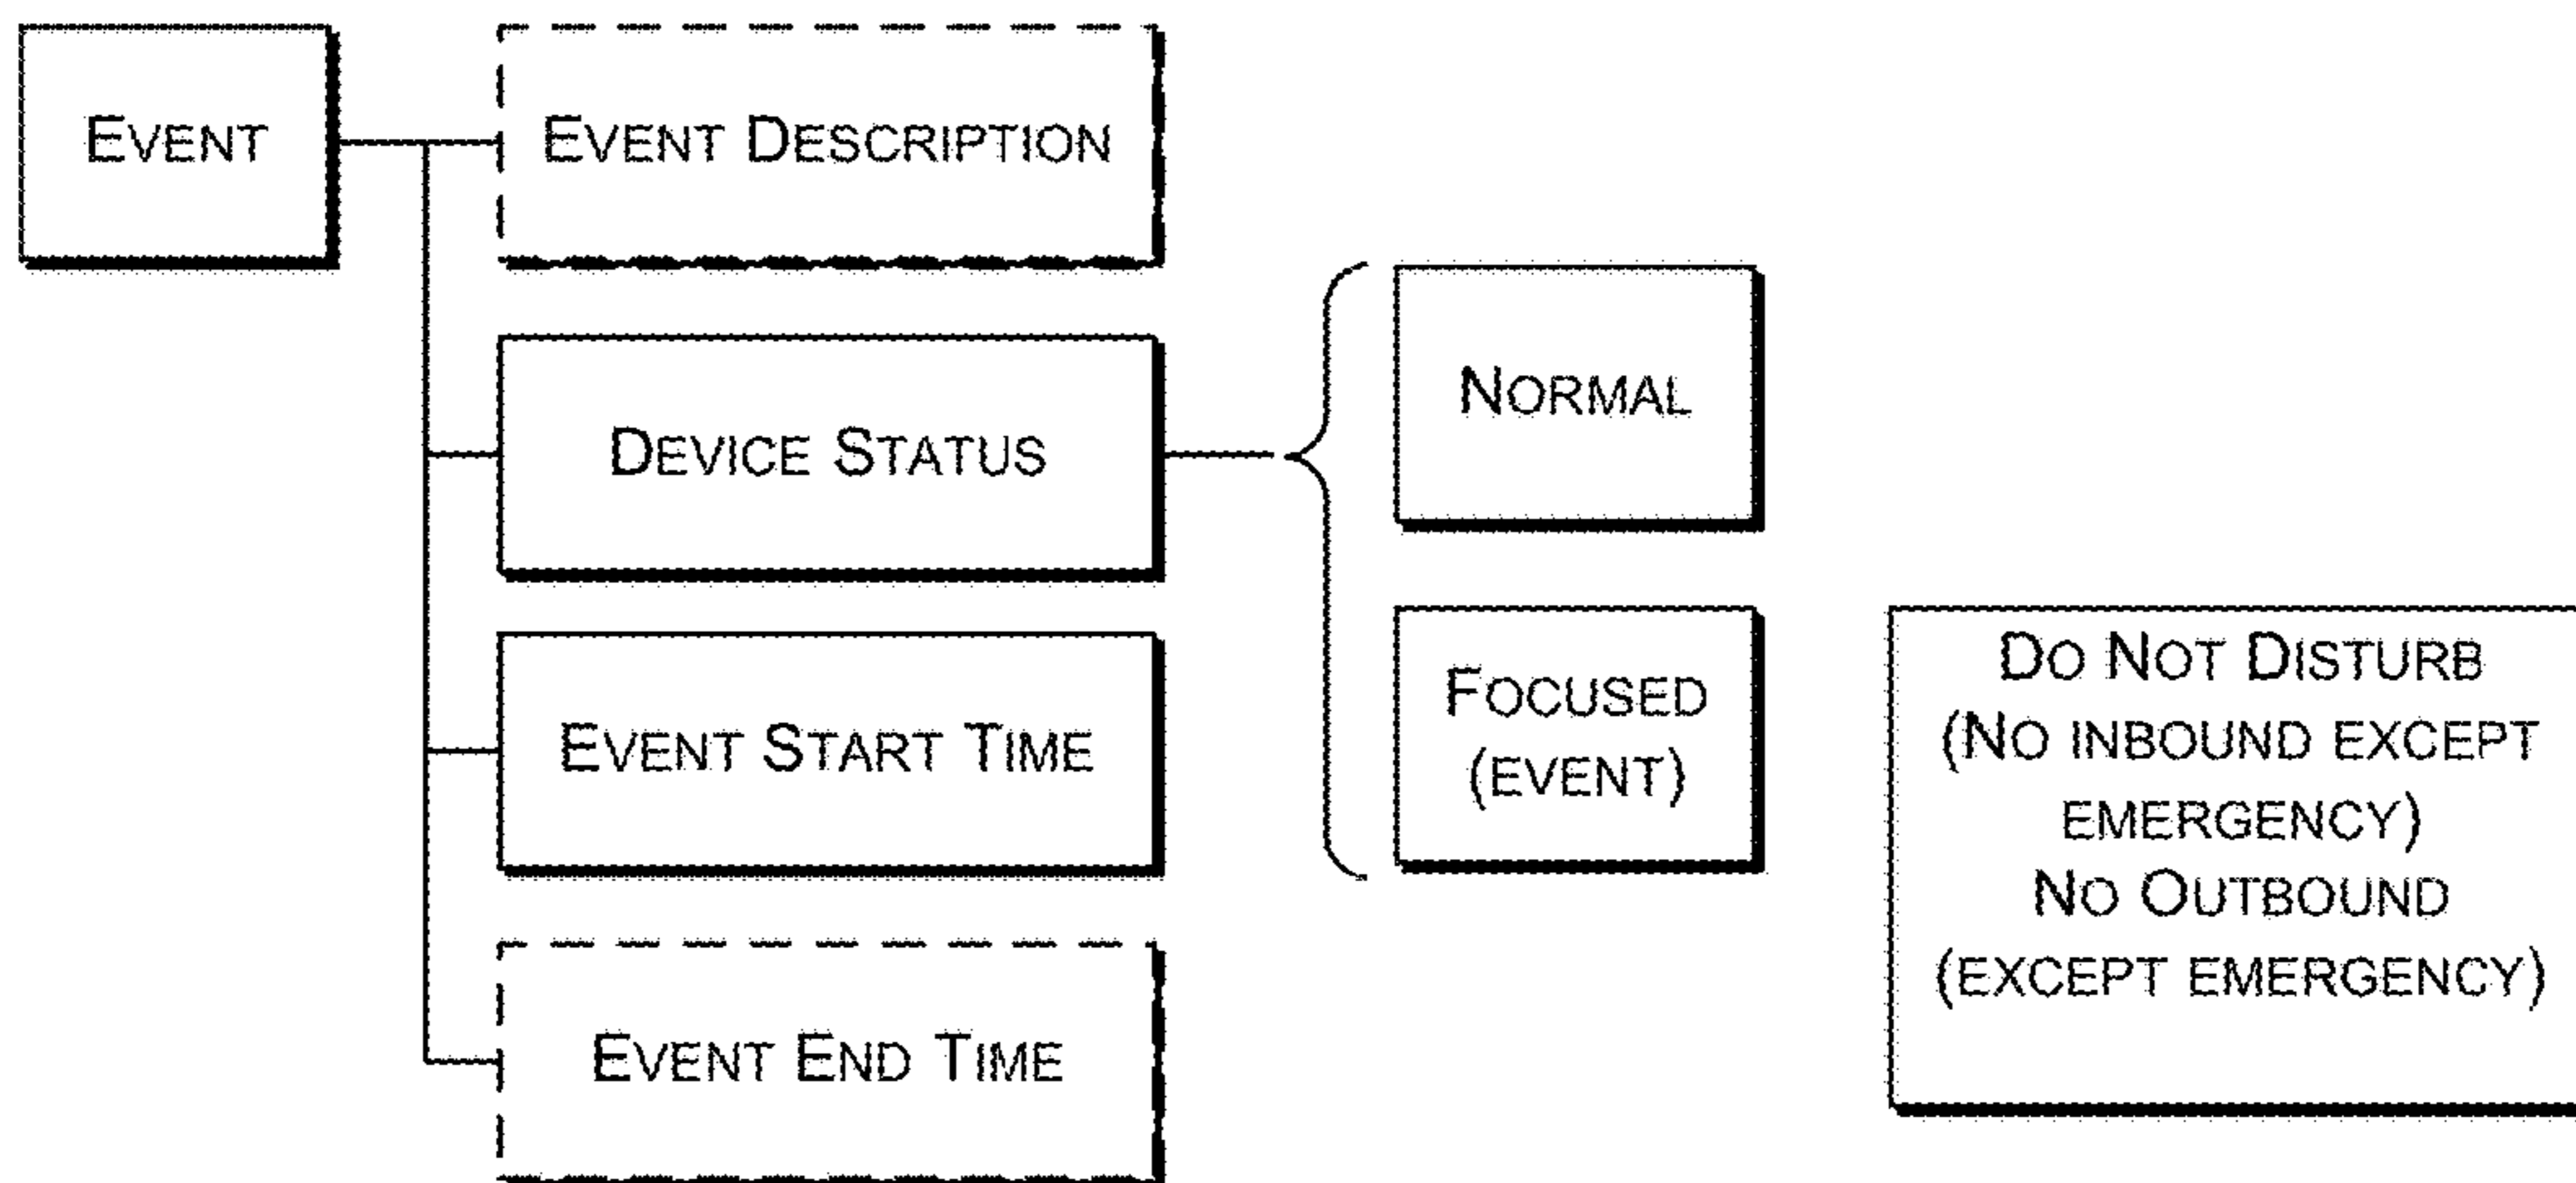 EVENT
EVENT DESCRIPTION
DEVICE STATUS
EVENT START TIME
EVENT END TIME
NORMAL
FOCUSED
(EVENT)
DO NOT DISTURB
(NO INBOUND EXCEPT
EMERGENCY)
NO OUTBOUND
(EXCEPT EMERGENCY)